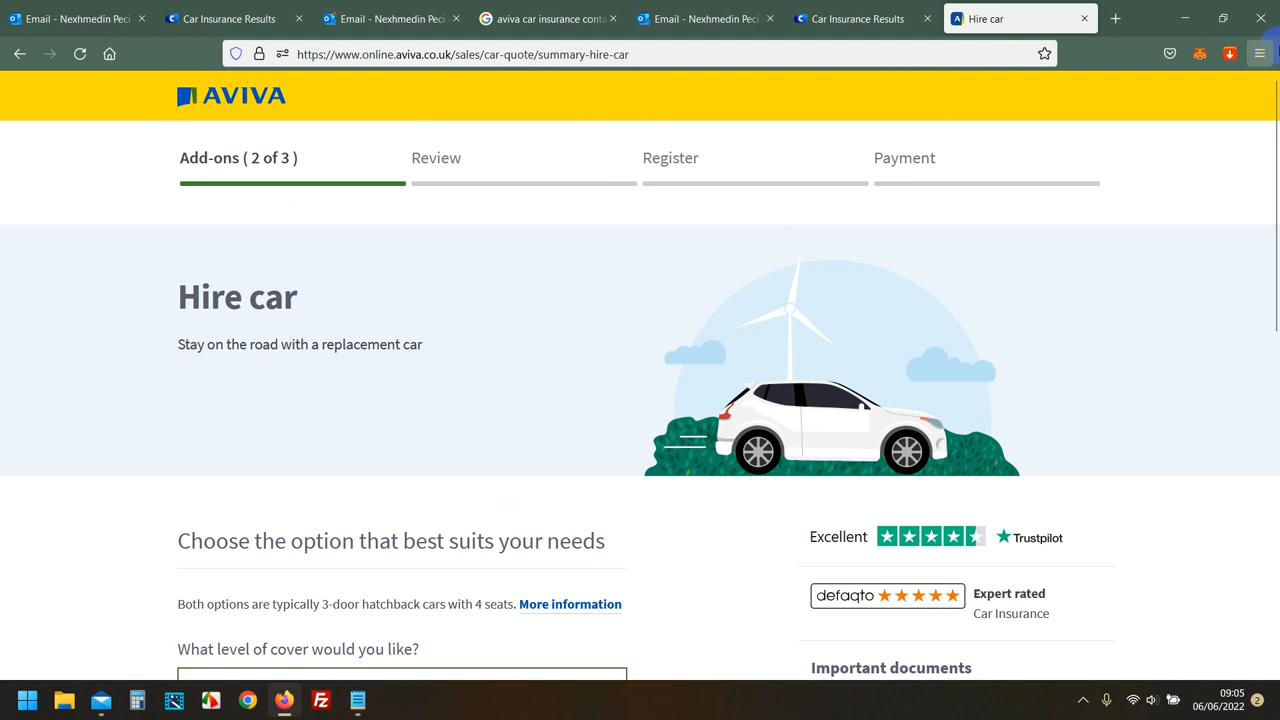 Email - Nexhmedin Peci
Car Insurance Results
Email - Nexhmedin Peci
aviva car insurance conta
Email - Nexhmedin Peci
Car Insurance Results
Hire car
https://www.online.aviva.co.uk/sales/car-quote/summary-hire-car
AVIVA
Add-ons ( 2 of 3 )
Review
Register
Payment
Hire car
Stay on the road with a replacement car
Choose the option that best suits your needs
Both options are typically 3-door hatchback cars with 4 seats. More information
What level of cover would you like?
Excellent Trustpilot
defaqto Expert rated
Car Insurance
Important documents
09:05
06/06/2022
2